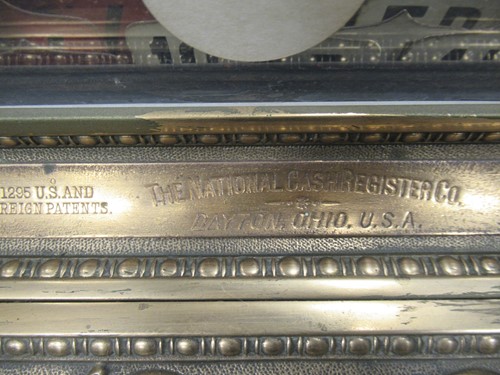 1295 U.S. AND
REIGN PATENTS.
THE NATIONAL CASH REGISTER CO.
DAYTON, OHIO, U.S.A.